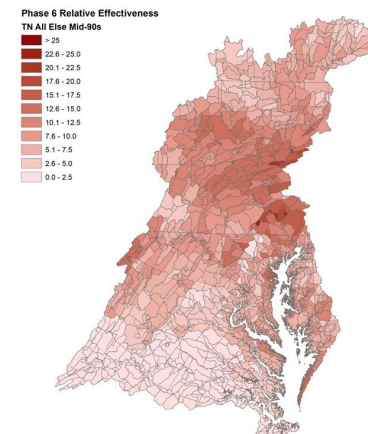 Phase 6 Relative Effectiveness
TN All Else Mid-90s
> 25
22.6 - 25.0
20.1 - 22.5
17.6 - 20.0
15.1 - 17.5
12.6 - 15.0
10.1 - 12.5
7.6 - 10.0
5.1 - 7.5
2.6 - 5.0
0.0 - 2.5